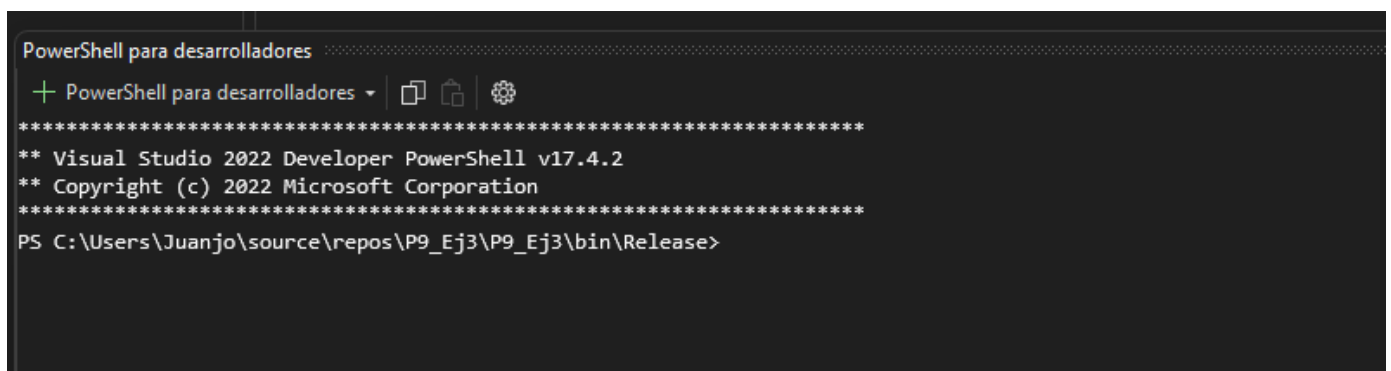 PowerShell para desarrolladores
PowerShell para desarrolladores
**********************************************************************
** Visual Studio 2022 Developer PowerShell v17.4.2
** Copyright (c) 2022 Microsoft Corporation
**********************************************************************
PS C:\Users\Juanjo\source\repos\P9_Ej3\P9_Ej3\bin\Release>